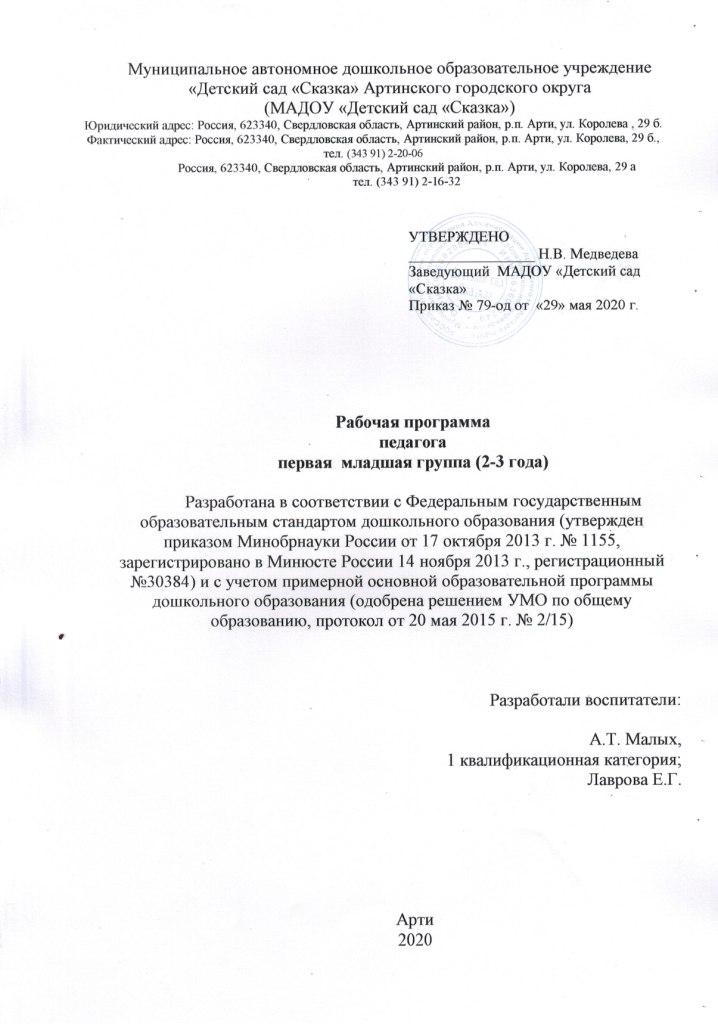 Муниципальное автономное дошкольное образовательное учреждение
«Детский сад «Сказка» Артинского городского округа
(МАДОУ «Детский сад «Сказка»)
Юридический адрес: Россия, 623340, Свердловская область, Артинский район, р.п. Арти, ул. Королева , 29 б.
Фактический адрес: Россия, 623340, Свердловская область, Артинский район, р.п. Арти, ул. Королева, 29 б.,
тел. (343 91) 2-20-06
Россия, 623340, Свердловская область, Артинский район, р.п. Арти, ул. Королева, 29 а
тел. (343 91) 2-16-32
УТВЕРЖДЕНО
________________ Н.В. Медведева
Заведующий МАДОУ «Детский сад
«Сказка»
Приказ № 79-од от «29» мая 2020 г.
Рабочая программа
педагога
первая младшая группа (2-3 года)
Разработана в соответствии с Федеральным государственным
образовательным стандартом дошкольного образования (утвержден
приказом Минобрнауки России от 17 октября 2013 г. № 1155,
зарегистрировано в Минюсте России 14 ноября 2013 г., регистрационный
№30384) и с учетом примерной основной образовательной программы
дошкольного образования (одобрена решением УМО по общему
образованию, протокол от 20 мая 2015 г. № 2/15)
Разработали воспитатели:
А.Т. Малых,
1 квалификационная категория;
Лаврова Е.Г.
Арти
2020